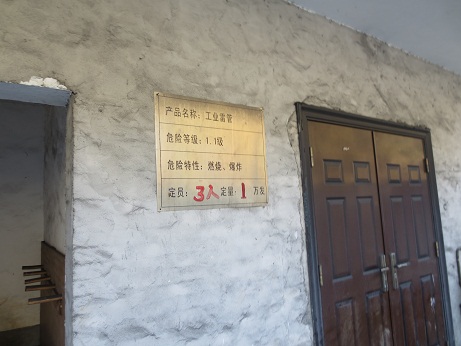 产品名称：工业雷管
危险等级：1.1级
危险特性：燃烧、爆炸
定员：3人定量：1万发